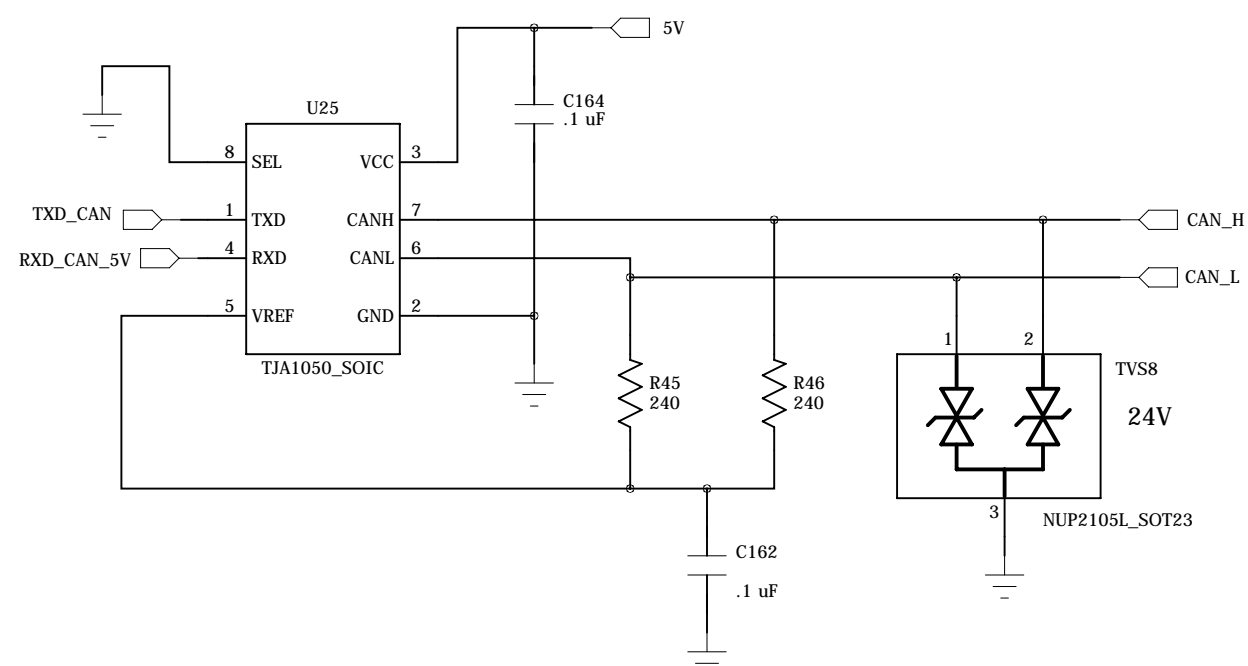 5V
C164
.1 uF
U25
8
SEL
VCC
3
TXD_CAN
1
TXD
CANH
7
CAN_H
RXD_CAN_5V
4
RXD
CANL
6
CAN_L
5
VREF
GND
2
TJA1050_SOIC
1
2
TVS8
24V
R45
240
R46
240
3
NUP2105L_SOT23
C162
.1 uF